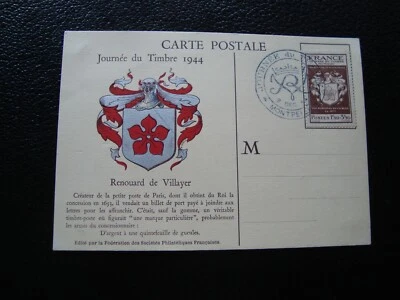 CARTE POSTALE
Journée du Timbre 1944
FRANCE
M
Renouard de Villayer
Créateur de la petite poste de Paris, dont il obtint du Roi la
concession en 1653, il vendait un billet de port payé à joindre aux
lettres pour les affranchir. C'était, sauf la gomme, un véritable
timbre-poste où figurait "une marque particulière", probablement
les armes du concessionnaire :
D'argent à une quintefeuille de gueules.
Editée par la Fédération des Sociétés Philatéliques Françaises.